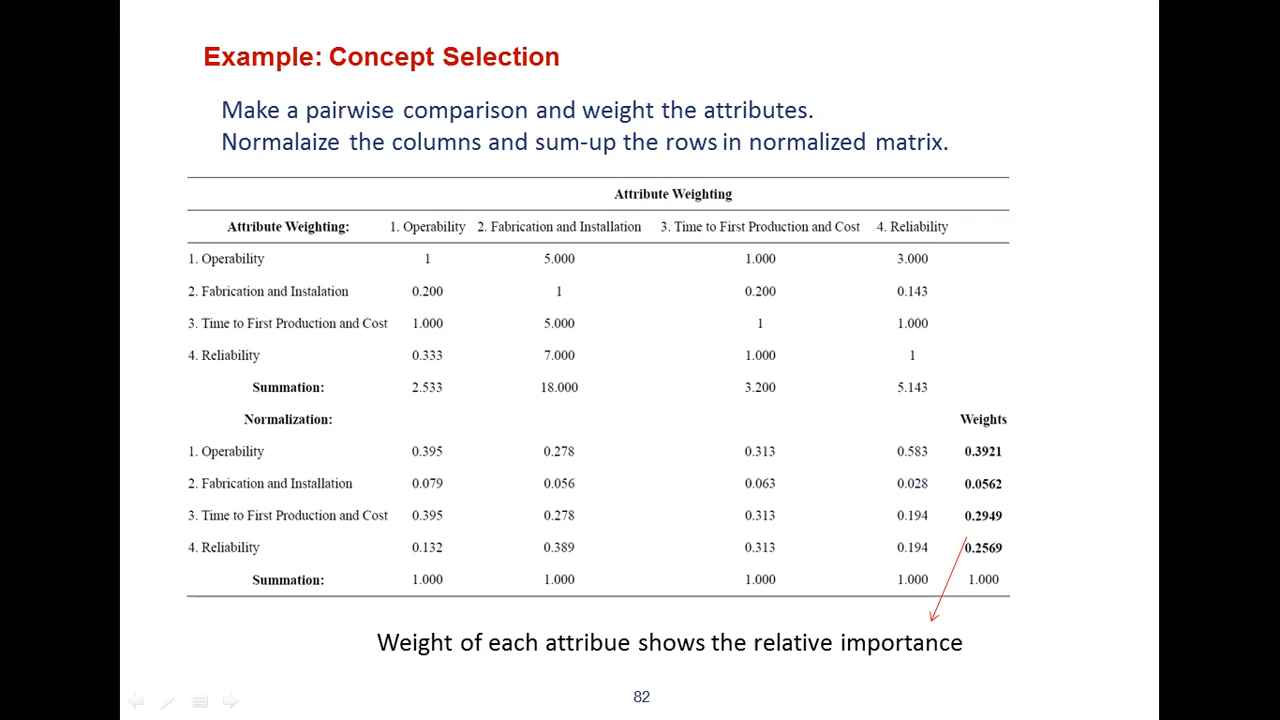 Example: Concept Selection
Make a pairwise comparison and weight the attributes.
Normalaize the columns and sum-up the rows in normalized matrix.
Attribute Weighting
Attribute Weighting: 1. Operability 2. Fabrication and Installation 3. Time to First Production and Cost 4. Reliability
1. Operability 1 5.000 1.000 3.000
2. Fabrication and Instalation 0.200 1 0.200 0.143
3. Time to First Production and Cost 1.000 5.000 1 1.000
4. Reliability 0.333 7.000 1.000 1
Summation: 2.533 18.000 3.200 5.143
Normalization: Weights
1. Operability 0.395 0.278 0.313 0.583 0.3921
2. Fabrication and Installation 0.079 0.056 0.063 0.028 0.0562
3. Time to First Production and Cost 0.395 0.278 0.313 0.194 0.2949
4. Reliability 0.132 0.389 0.313 0.194 0.2569
Summation: 1.000 1.000 1.000 1.000 1.000
Weight of each attribue shows the relative importance
82